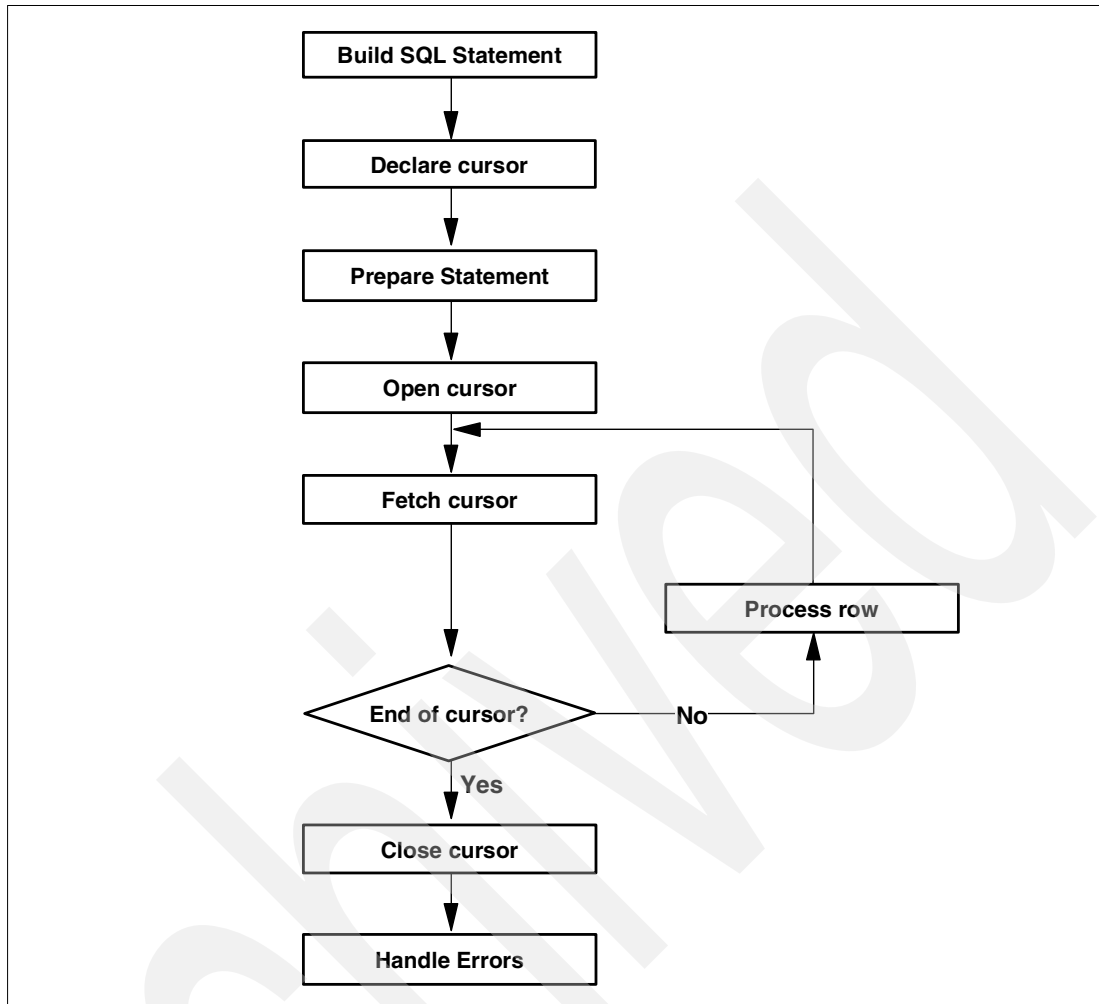 Build SQL Statement
Declare cursor
Prepare Statement
Open cursor
Fetch cursor
Process row
End of cursor?
No
Yes
Close cursor
Handle Errors